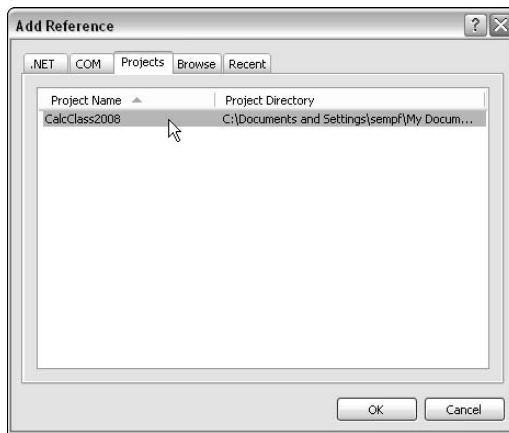 Add Reference
.NET COM Projects Browse Recent
Project Name Project Directory
CalcClass2008 C:\Documents and Settings\sempf\My Docum...
OK Cancel